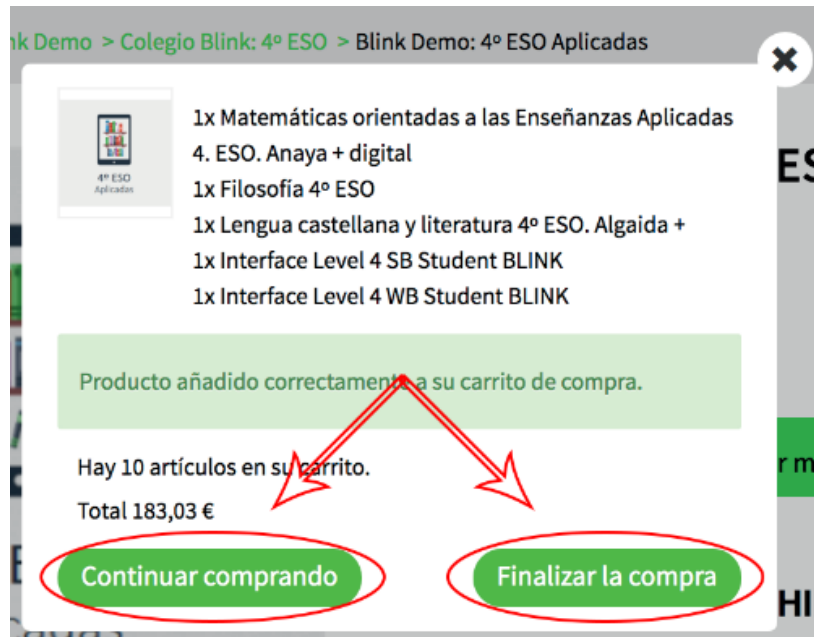 Demo > Colegio Blink: 4º ESO > Blink Demo: 4º ESO Aplicadas
4º ESO
Aplicadas
1x Matemáticas orientadas a las Enseñanzas Aplicadas
4. ESO. Anaya + digital
1x Filosofía 4º ESO
1x Lengua castellana y literatura 4º ESO. Algaida +
1x Interface Level 4 SB Student BLINK
1x Interface Level 4 WB Student BLINK
Producto añadido correctamente a su carrito de compra.
Hay 10 artículos en su carrito.
Total 183,03 €
Continuar comprando
Finalizar la compra